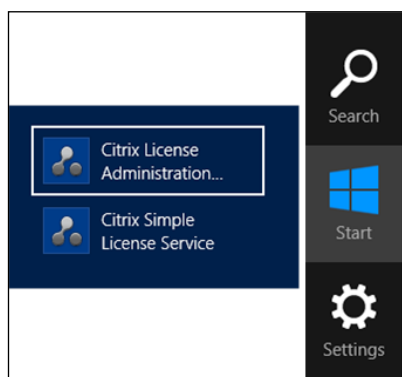 Citrix License
Administration...
Citrix Simple
License Service
Search
Start
Settings